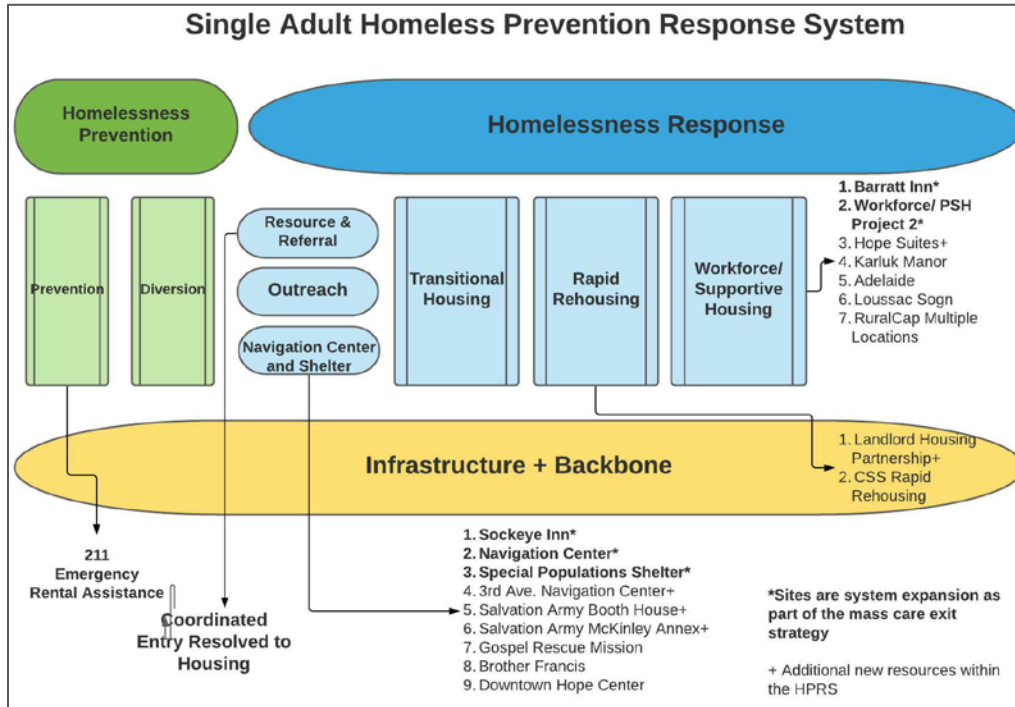 Single Adult Homeless Prevention Response System
Homelessness
Prevention
Homelessness Response
Prevention
Diversion
Resource &
Referral
Outreach
Navigation Center
and Shelter
Transitional
Housing
Rapid
Rehousing
Workforce/
Supportive
Housing
1. Barratt Inn*
2. Workforce/ PSH
Project 2*
3. Hope Suites+
4. Karluk Manor
5. Adelaide
6. Loussac Sogn
7. RuralCap Multiple
Locations
Infrastructure + Backbone
1. Landlord Housing
Partnership+
2. CSS Rapid
Rehousing
211
Emergency
Rental Assistance
Coordinated
Entry Resolved to
Housing
1. Sockeye Inn*
2. Navigation Center*
3. Special Populations Shelter*
4. 3rd Ave. Navigation Center+
5. Salvation Army Booth House+
6. Salvation Army McKinley Annex+
7. Gospel Rescue Mission
8. Brother Francis
9. Downtown Hope Center
*Sites are system expansion as
part of the mass care exit
strategy
+ Additional new resources within
the HPRS